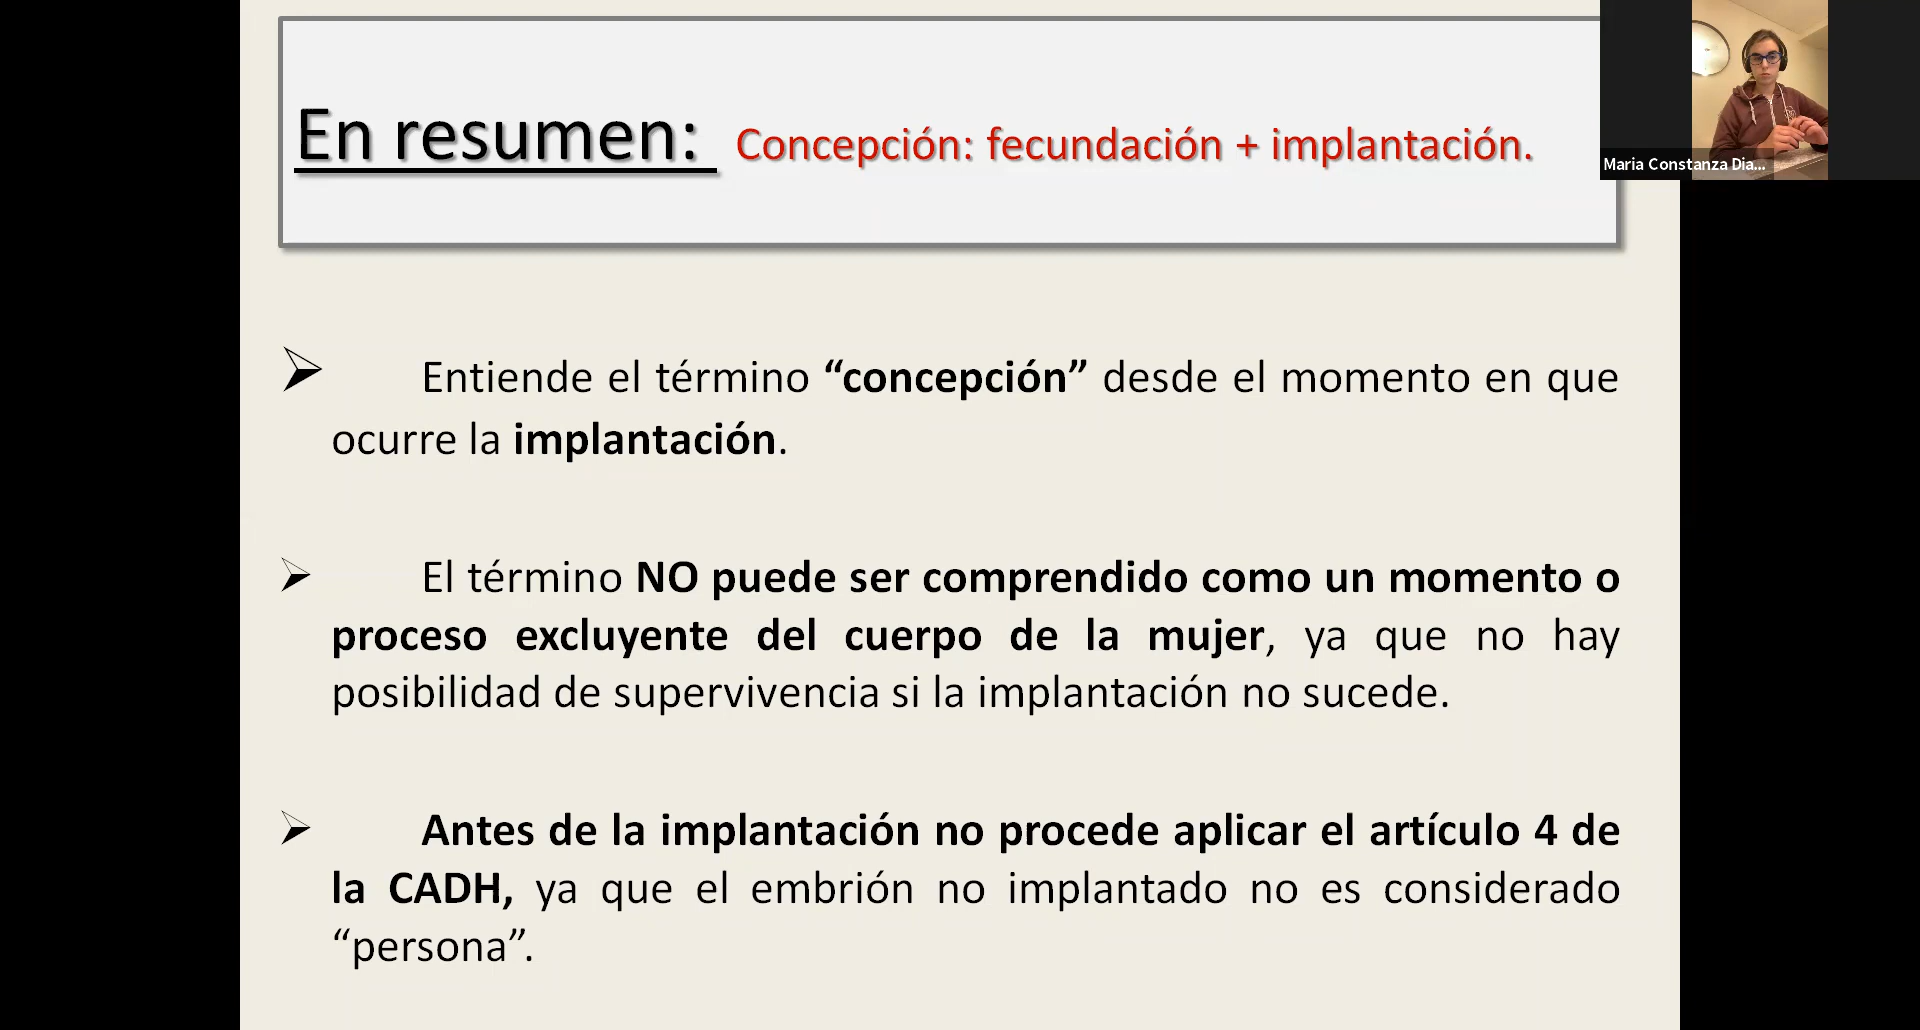 En resumen: Concepción: fecundación + implantación.
Maria Constanza Dia...
Entiende el término “concepción” desde el momento en que
ocurre la implantación.
El término NO puede ser comprendido como un momento o
proceso excluyente del cuerpo de la mujer, ya que no hay
posibilidad de supervivencia si la implantación no sucede.
Antes de la implantación no procede aplicar el artículo 4 de
la CADH, ya que el embrión no implantado no es considerado
“persona”.